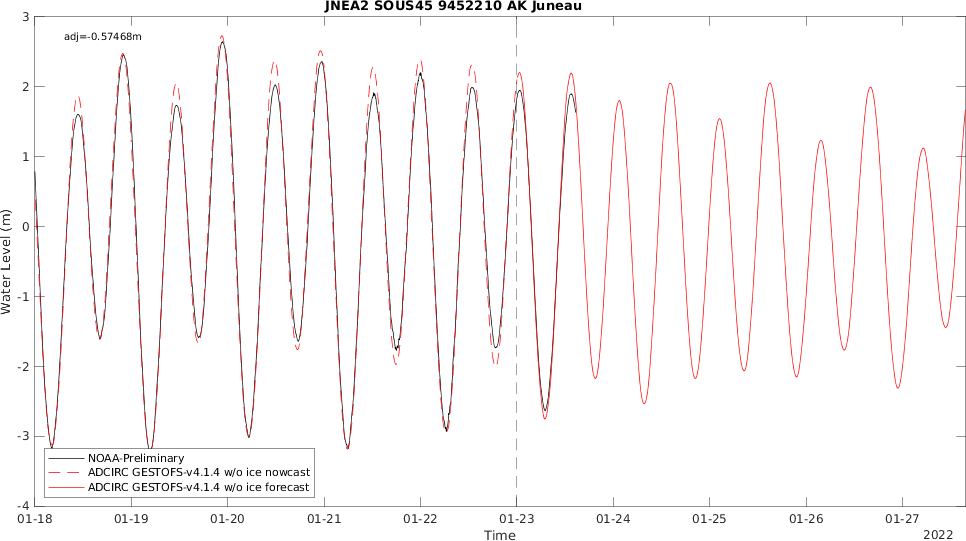 JNEA2 SOUS45 9452210 AK Juneau
adj=-0.57468m
3
2
1
0
-1
-2
-3
-4
Water Level (m)
NOAA-Preliminary
ADCIRC GESTOFS-v4.1.4 w/o ice nowcast
ADCIRC GESTOFS-v4.1.4 w/o ice forecast
01-18 01-19 01-20 01-21 01-22 01-23 01-24 01-25 01-26 01-27
Time
2022